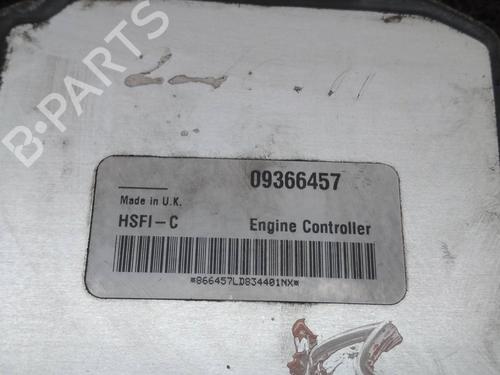 B-PARTS
09366457
Made in U.K.
HSFI-C Engine Controller
*866457LD834401NX*